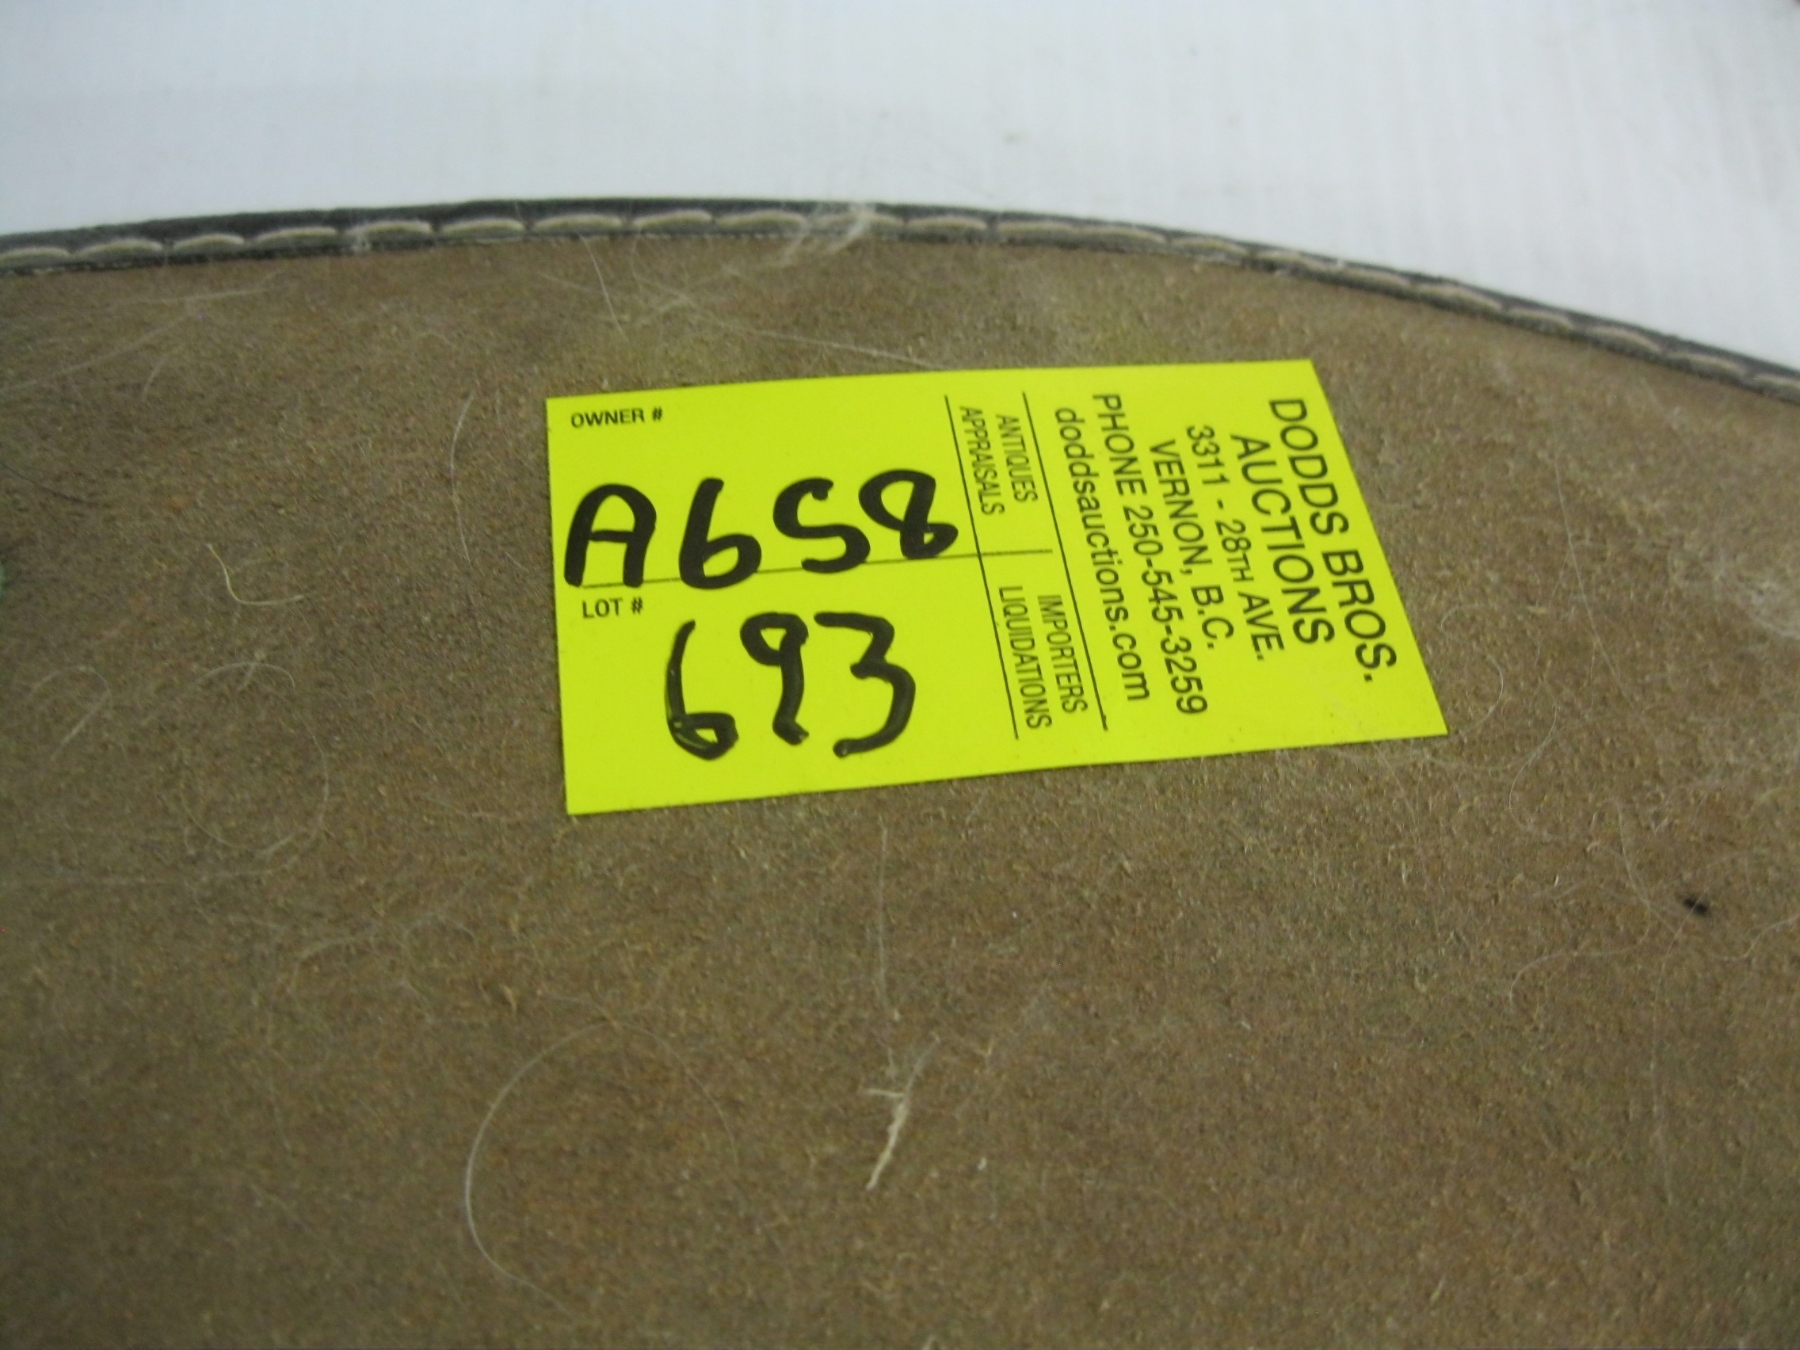 OWNER #
A658
LOT #
693
DODDS BROS.
AUCTIONS
3311 - 28TH AVE.
VERNON, B.C.
PHONE 250-545-3259
doddsauctions.com
ANTIQUES IMPORTERS
APPRAISALS LIQUIDATIONS